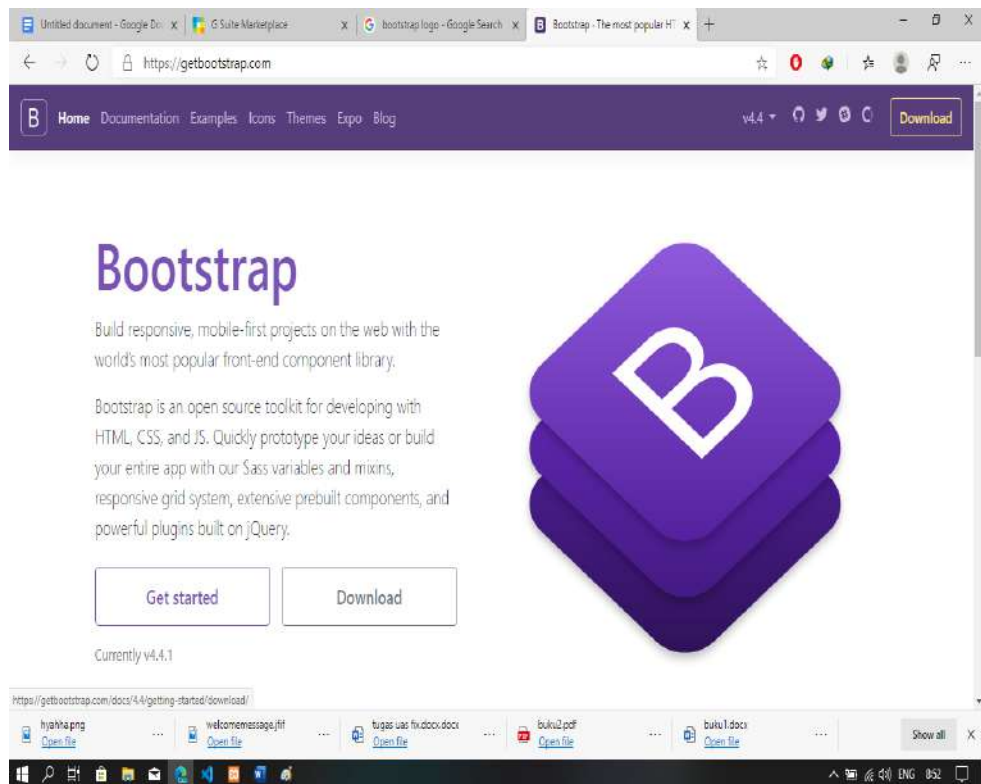 Untitled document - Google Do
G Suite Marketplace
bootstrap logo - Google Search
Bootstrap - The most popular HT
https://getbootstrap.com
B
Home Documentation Examples Icons Themes Expo Blog
v4.4
Download
Bootstrap
Build responsive, mobile-first projects on the web with the
world's most popular front-end component library.
Bootstrap is an open source toolkit for developing with
HTML, CSS, and JS. Quickly prototype your ideas or build
your entire app with our Sass variables and mixins,
responsive grid system, extensive prebuilt components, and
powerful plugins built on jQuery.
Get started
Download
Currently v4.4.1
B
https://getbootstrap.com/docs/4.4/getting-started/download/
hyahha.png
Open file
welcomemessage.jfif
Open file
tugas uas fix.docx.docx
Open file
buku2.pdf
Open file
buku1.docx
Open file
Show all
ENG 8:52